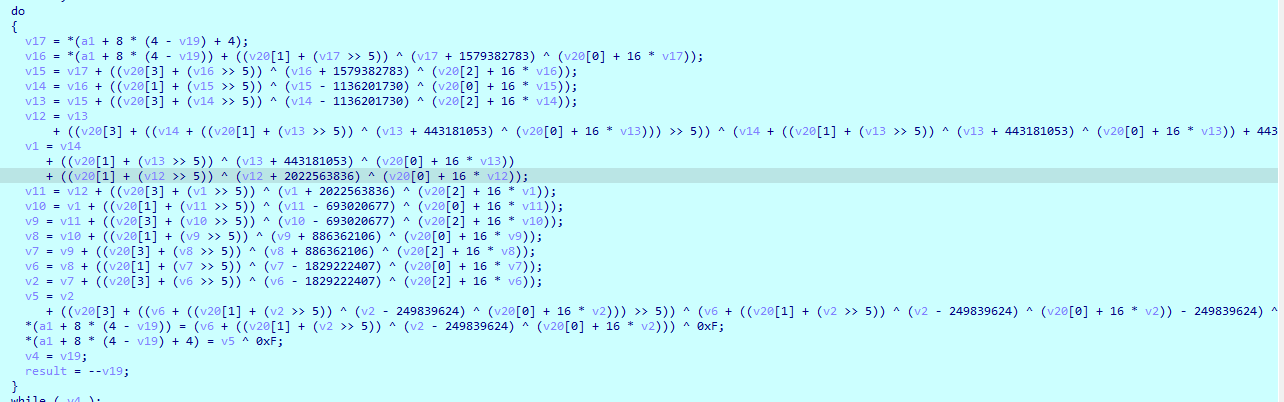 do
{
v17 = *(a1 + 8 * (4 - v19) + 4);
v16 = *(a1 + 8 * (4 - v19)) + ((v20[1] + (v17 >> 5)) ^ (v17 + 1579382783) ^ (v20[0] + 16 * v17));
v15 = v17 + ((v20[3] + (v16 >> 5)) ^ (v16 + 1579382783) ^ (v20[2] + 16 * v16));
v14 = v16 + ((v20[1] + (v15 >> 5)) ^ (v15 - 1136201730) ^ (v20[0] + 16 * v15));
v13 = v15 + ((v20[3] + (v14 >> 5)) ^ (v14 - 1136201730) ^ (v20[2] + 16 * v14));
v12 = v13
+ ((v20[3] + ((v14 + ((v20[1] + (v13 >> 5)) ^ (v13 + 443181053) ^ (v20[0] + 16 * v13))) >> 5)) ^ (v14 + ((v20[1] + (v13 >> 5)) ^ (v13 + 443181053) ^ (v20[0] + 16 * v13)) + 443
v1 = v14
+ ((v20[1] + (v13 >> 5)) ^ (v13 + 443181053) ^ (v20[0] + 16 * v13))
+ ((v20[1] + (v12 >> 5)) ^ (v12 + 2022563836) ^ (v20[0] + 16 * v12));
v11 = v12 + ((v20[3] + (v1 >> 5)) ^ (v1 + 2022563836) ^ (v20[2] + 16 * v1));
v10 = v1 + ((v20[1] + (v11 >> 5)) ^ (v11 - 693020677) ^ (v20[0] + 16 * v11));
v9 = v11 + ((v20[3] + (v10 >> 5)) ^ (v10 - 693020677) ^ (v20[2] + 16 * v10));
v8 = v10 + ((v20[1] + (v9 >> 5)) ^ (v9 + 886362106) ^ (v20[0] + 16 * v9));
v7 = v9 + ((v20[3] + (v8 >> 5)) ^ (v8 + 886362106) ^ (v20[2] + 16 * v8));
v6 = v8 + ((v20[1] + (v7 >> 5)) ^ (v7 - 1829222407) ^ (v20[0] + 16 * v7));
v2 = v7 + ((v20[3] + (v6 >> 5)) ^ (v6 - 1829222407) ^ (v20[2] + 16 * v6));
v5 = v2
+ ((v20[3] + ((v6 + ((v20[1] + (v2 >> 5)) ^ (v2 - 249839624) ^ (v20[0] + 16 * v2))) >> 5)) ^ (v6 + ((v20[1] + (v2 >> 5)) ^ (v2 - 249839624) ^ (v20[0] + 16 * v2)) - 249839624) ^
*(a1 + 8 * (4 - v19)) = (v6 + ((v20[1] + (v2 >> 5)) ^ (v2 - 249839624) ^ (v20[0] + 16 * v2))) ^ 0xF;
*(a1 + 8 * (4 - v19) + 4) = v5 ^ 0xF;
v4 = v19;
result = --v19;
}
while ( v4 );